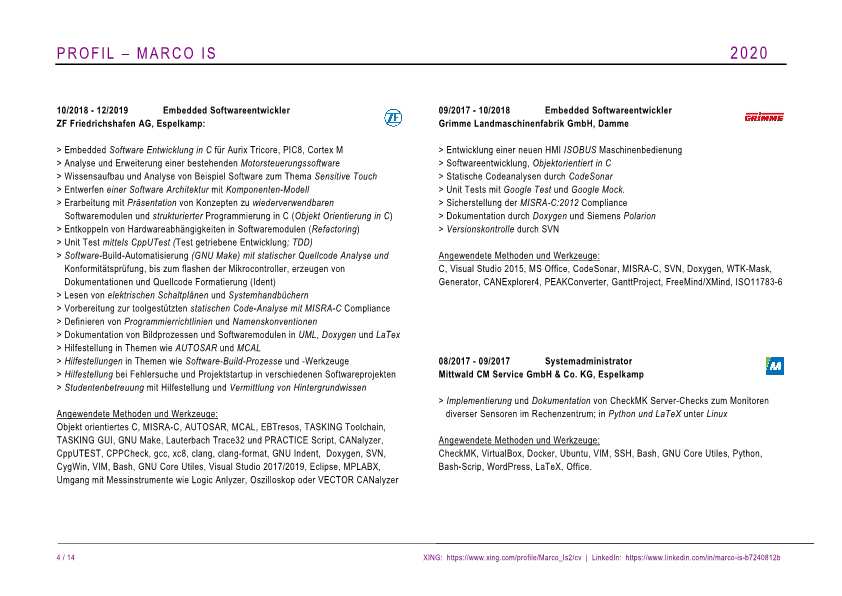 PROFIL – MARCO IS 2020
10/2018 - 12/2019 Embedded Softwareentwickler
ZF Friedrichshafen AG, Espelkamp:
ZF
> Embedded Software Entwicklung in C für Aurix Tricore, PIC8, Cortex M
> Analyse und Erweiterung einer bestehenden Motorsteuerungssoftware
> Wissensaufbau und Analyse von Beispiel Software zum Thema Sensitive Touch
> Entwerfen einer Software Architektur mit Komponenten-Modell
> Erarbeitung mit Präsentation von Konzepten zu wiederverwendbaren
Softwaremodulen und strukturierter Programmierung in C (Objekt Orientierung in C)
> Entkoppeln von Hardwareabhängigkeiten in Softwaremodulen (Refactoring)
> Unit Test mittels CppUTest (Test getriebene Entwicklung; TDD)
> Software-Build-Automatisierung (GNU Make) mit statischer Quellcode Analyse und
Konformitätsprüfung, bis zum flashen der Mikrocontroller, erzeugen von
Dokumentationen und Quellcode Formatierung (Ident)
> Lesen von elektrischen Schaltplänen und Systemhandbüchern
> Vorbereitung zur toolgestützten statischen Code-Analyse mit MISRA-C Compliance
> Definieren von Programmierrichtlinien und Namenskonventionen
> Dokumentation von Bildprozessen und Softwaremodulen in UML, Doxygen und LaTex
> Hilfestellung in Themen wie AUTOSAR und MCAL
> Hilfestellungen in Themen wie Software-Build-Prozesse und -Werkzeuge
> Hilfestellung bei Fehlersuche und Projektstartup in verschiedenen Softwareprojekten
> Studentenbetreuung mit Hilfestellung und Vermittlung von Hintergrundwissen
Angewendete Methoden und Werkzeuge:
Objekt orientiertes C, MISRA-C, AUTOSAR, MCAL, EBTresos, TASKING Toolchain,
TASKING GUI, GNU Make, Lauterbach Trace32 und PRACTICE Script, CANalyzer,
CppUTEST, CPPCheck, gcc, xc8, clang, clang-format, GNU Indent, Doxygen, SVN,
CygWin, VIM, Bash, GNU Core Utiles, Visual Studio 2017/2019, Eclipse, MPLABX,
Umgang mit Messinstrumente wie Logic Anlyzer, Oszilloskop oder VECTOR CANalyzer
09/2017 - 10/2018 Embedded Softwareentwickler
Grimme Landmaschinenfabrik GmbH, Damme
GRIMME
> Entwicklung einer neuen HMI ISOBUS Maschinenbedienung
> Softwareentwicklung, Objektorientiert in C
> Statische Codeanalysen durch CodeSonar
> Unit Tests mit Google Test und Google Mock.
> Sicherstellung der MISRA-C:2012 Compliance
> Dokumentation durch Doxygen und Siemens Polarion
> Versionskontrolle durch SVN
Angewendete Methoden und Werkzeuge:
C, Visual Studio 2015, MS Office, CodeSonar, MISRA-C, SVN, Doxygen, WTK-Mask,
Generator, CANExplorer4, PEAKConverter, GanttProject, FreeMind/XMind, ISO11783-6
08/2017 - 09/2017 Systemadministrator
Mittwald CM Service GmbH & Co. KG, Espelkamp
M
> Implementierung und Dokumentation von CheckMK Server-Checks zum Monitoren
diverser Sensoren im Rechenzentrum; in Python und LaTeX unter Linux
Angewendete Methoden und Werkzeuge:
CheckMK, VirtualBox, Docker, Ubuntu, VIM, SSH, Bash, GNU Core Utiles, Python,
Bash-Scrip, WordPress, LaTeX, Office.
4 / 14 XING: https://www.xing.com/profile/Marco_Is2/cv | LinkedIn: https://www.linkedin.com/in/marco-is-b7240812b